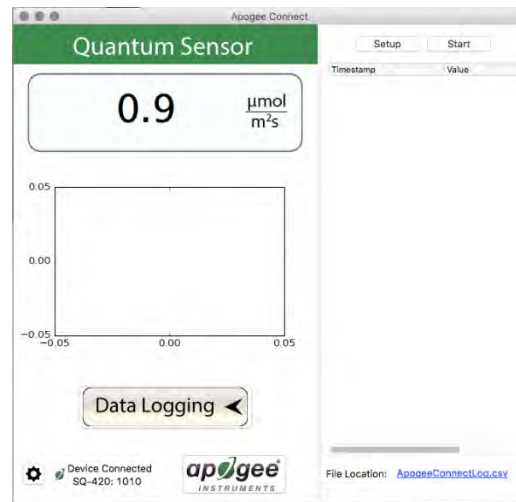 Apogee Connect
Quantum Sensor
0.9 µmol
m²s
0.05
0.00
−0.05
−0.05 0.00 0.05
Data Logging
Device Connected
SQ-420: 1010
apogee
INSTRUMENTS
Setup Start
Timestamp Value
File Location: ApogeeConnectLog.csv